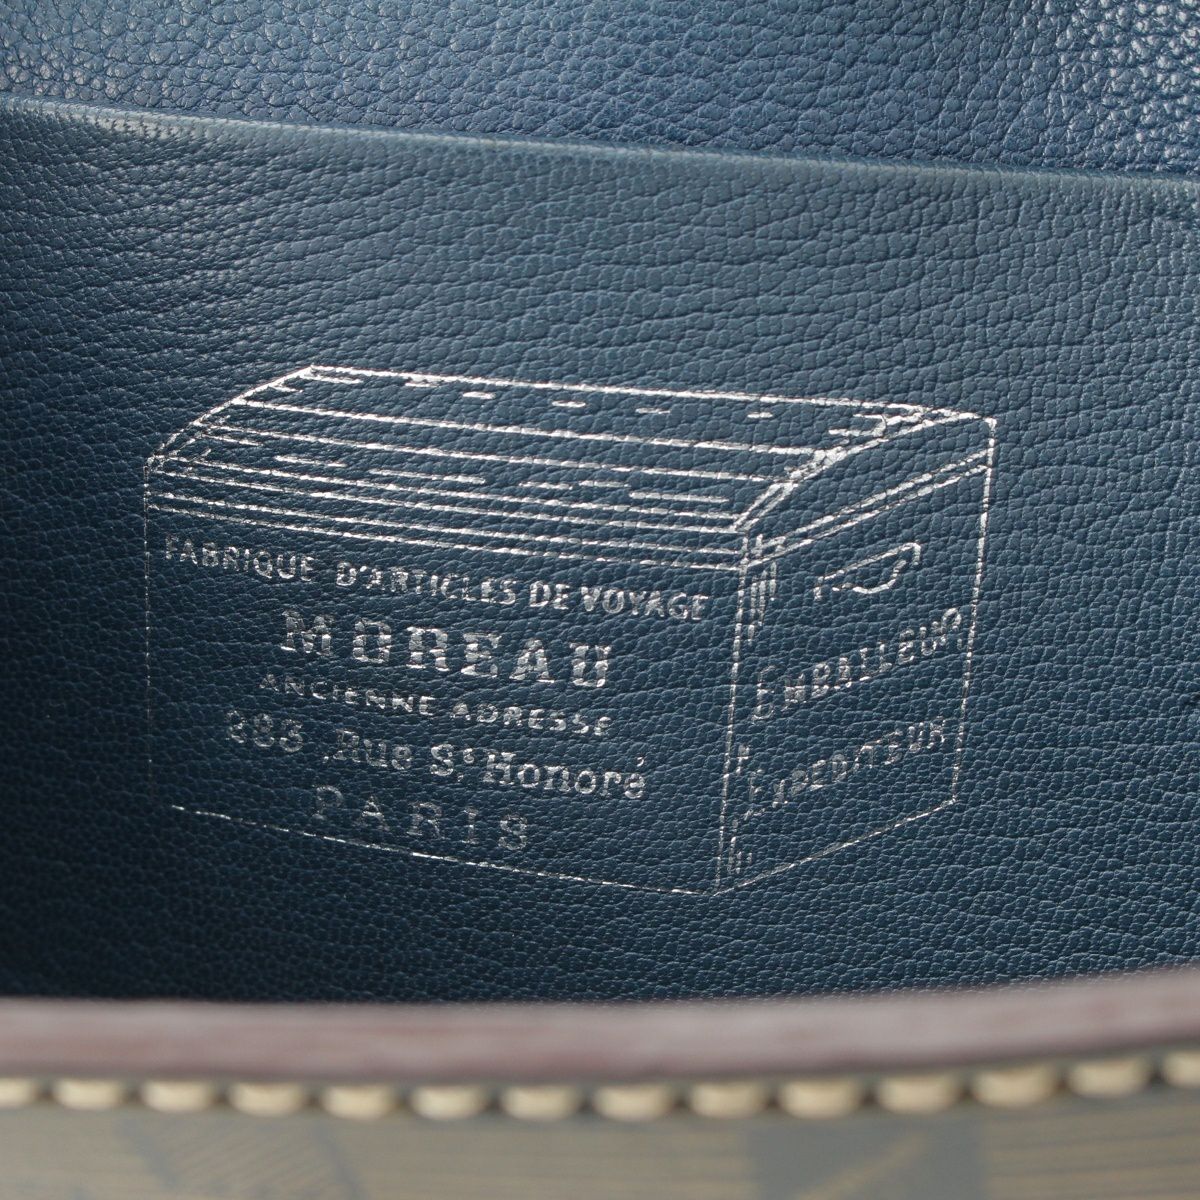 FABRIQUE D'ARTICLES DE VOYAGE
MOREAU
ANCIENNE ADRESSE
283, Rue St Honoré
PARIS
EMBALLEUR
EXPEDITEUR